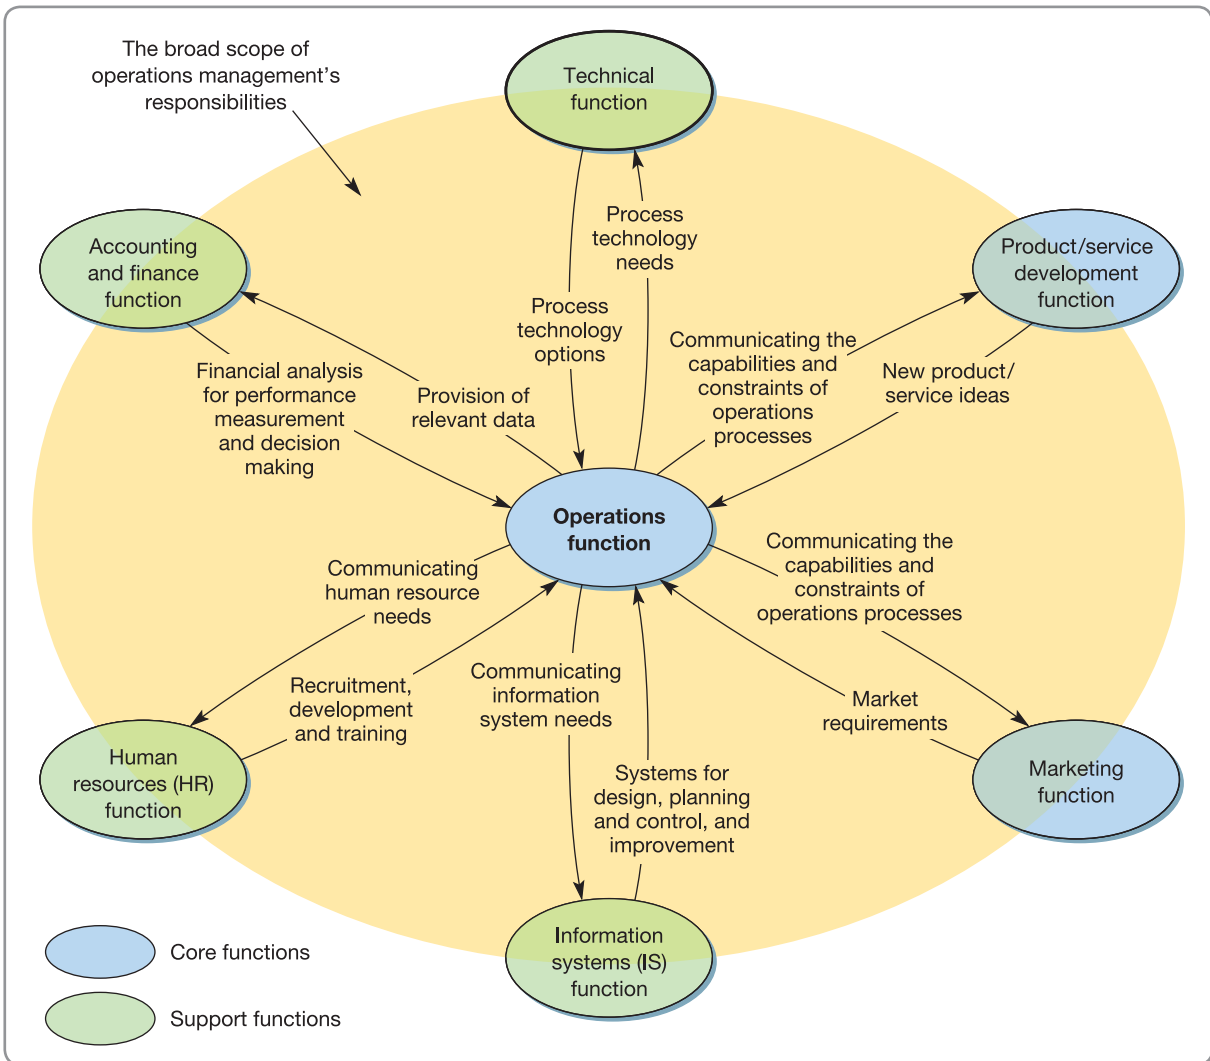 The broad scope of
operations management’s
responsibilities
Technical
function
Accounting
and finance
function
Product/service
development
function
Process
technology
needs
Process
technology
options
Communicating the
capabilities and
constraints of
operations
processes
New product/
service ideas
Financial analysis
for performance
measurement
and decision
making
Provision of
relevant data
Operations
function
Communicating
human resource
needs
Communicating the
capabilities and
constraints of
operations processes
Recruitment,
development
and training
Communicating
information
system needs
Market
requirements
Human
resources (HR)
function
Systems for
design, planning
and control, and
improvement
Marketing
function
Information
systems (IS)
function
Core functions
Support functions